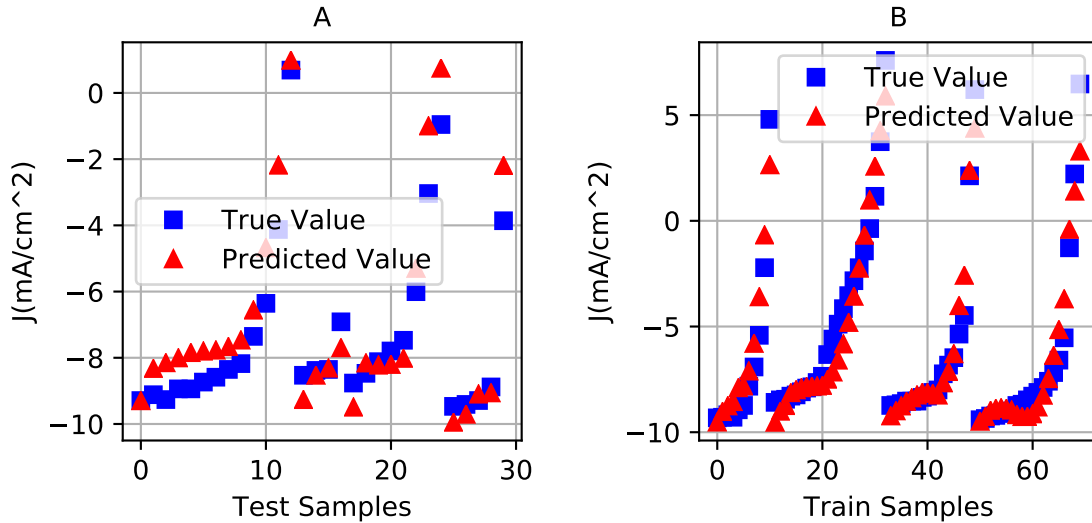 A
B
J(mA/cm^2)
0
−2
−4
−6
−8
−10
True Value
Predicted Value
0
10
20
30
Test Samples
J(mA/cm^2)
5
0
−5
−10
True Value
Predicted Value
0
20
40
60
Train Samples